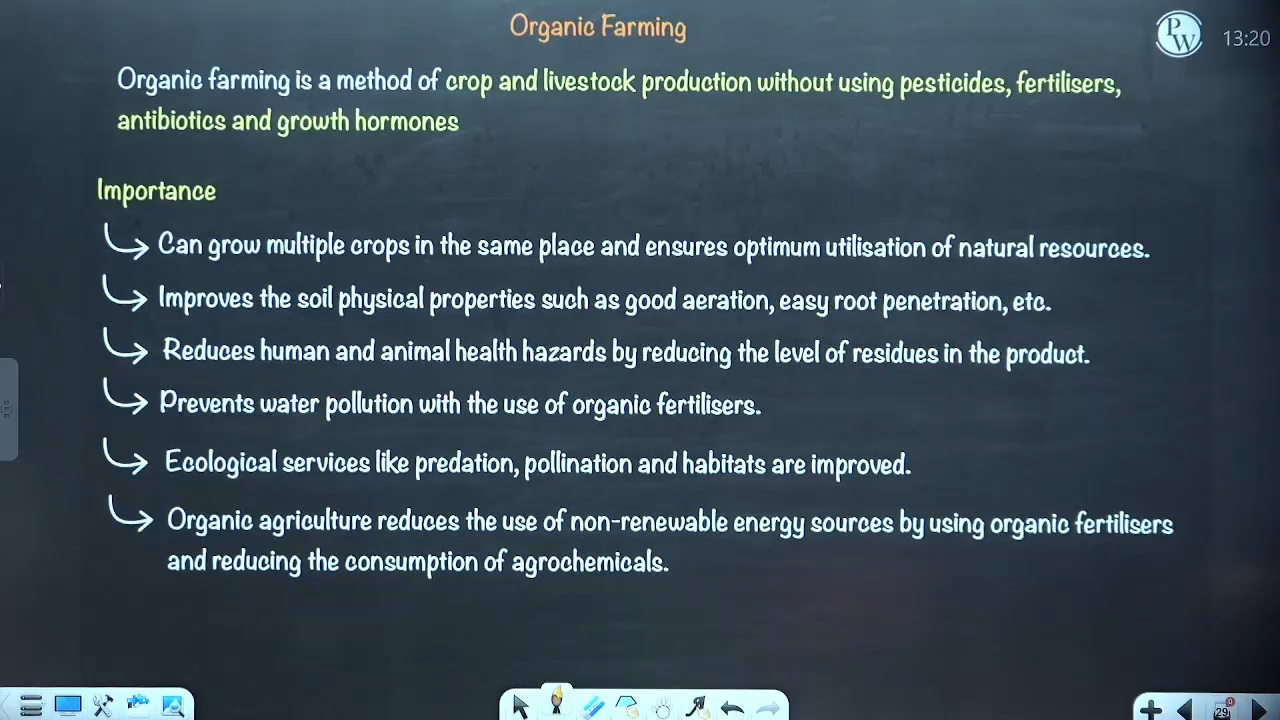 Organic Farming
PW
13:20
Organic farming is a method of crop and livestock production without using pesticides, fertilisers,
antibiotics and growth hormones
Importance
Can grow multiple crops in the same place and ensures optimum utilisation of natural resources.
Improves the soil physical properties such as good aeration, easy root penetration, etc.
Reduces human and animal health hazards by reducing the level of residues in the product.
Prevents water pollution with the use of organic fertilisers.
Ecological services like predation, pollination and habitats are improved.
Organic agriculture reduces the use of non-renewable energy sources by using organic fertilisers
and reducing the consumption of agrochemicals.
29